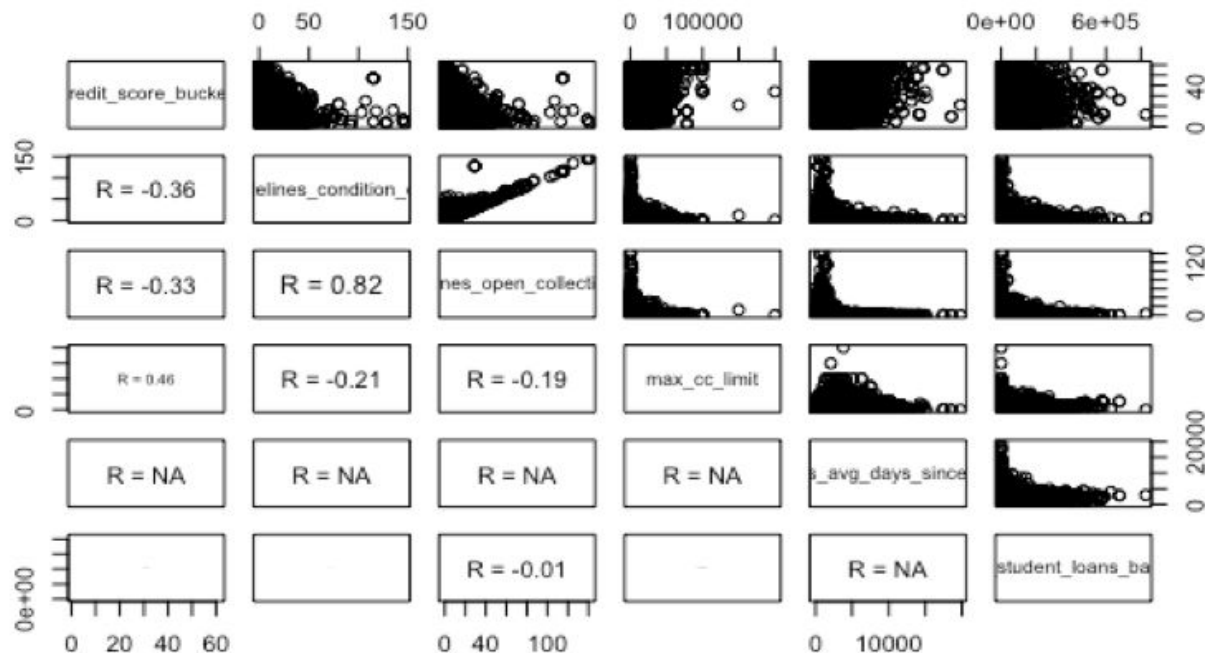 0 50 150 0 100000 0e+00 6e+05
redit_score_bucke
0 40
0 150
R = -0.36
elines_condition_
R = -0.33
R = 0.82
nes_open_collecti
0 120
0
R = 0.46
R = -0.21
R = -0.19
max_cc_limit
R = NA
R = NA
R = NA
R = NA
s_avg_days_since
0 20000
0e+00
R = -0.01
R = NA
student_loans_ba
0 20 40 60 0 40 100 0 10000